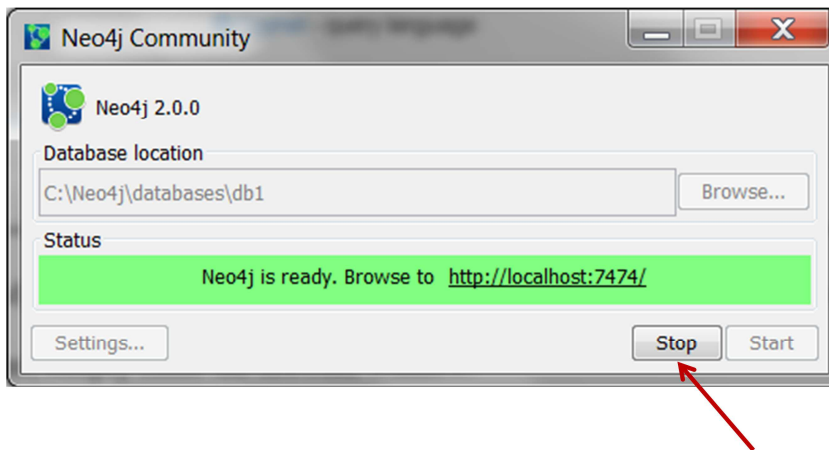 Neo4j Community
Neo4j 2.0.0
Database location
C:\Neo4j\databases\db1
Browse...
Status
Neo4j is ready. Browse to http://localhost:7474/
Settings...
Stop
Start